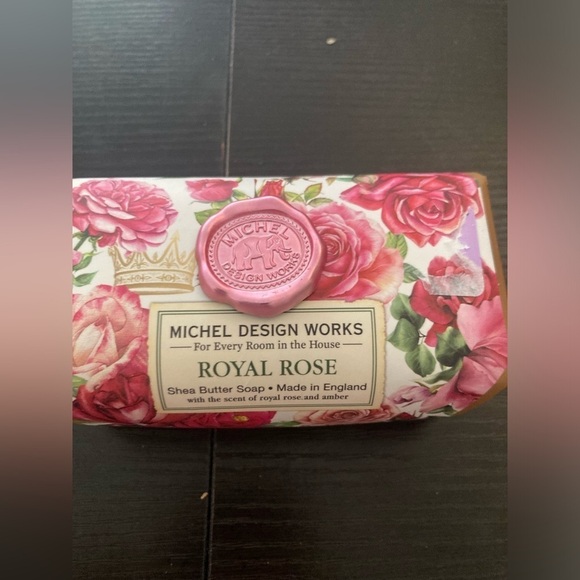 MICHEL
DESIGN WORKS
MICHEL DESIGN WORKS
For Every Room in the House
ROYAL ROSE
Shea Butter Soap • Made in England
with the scent of royal rose and amber